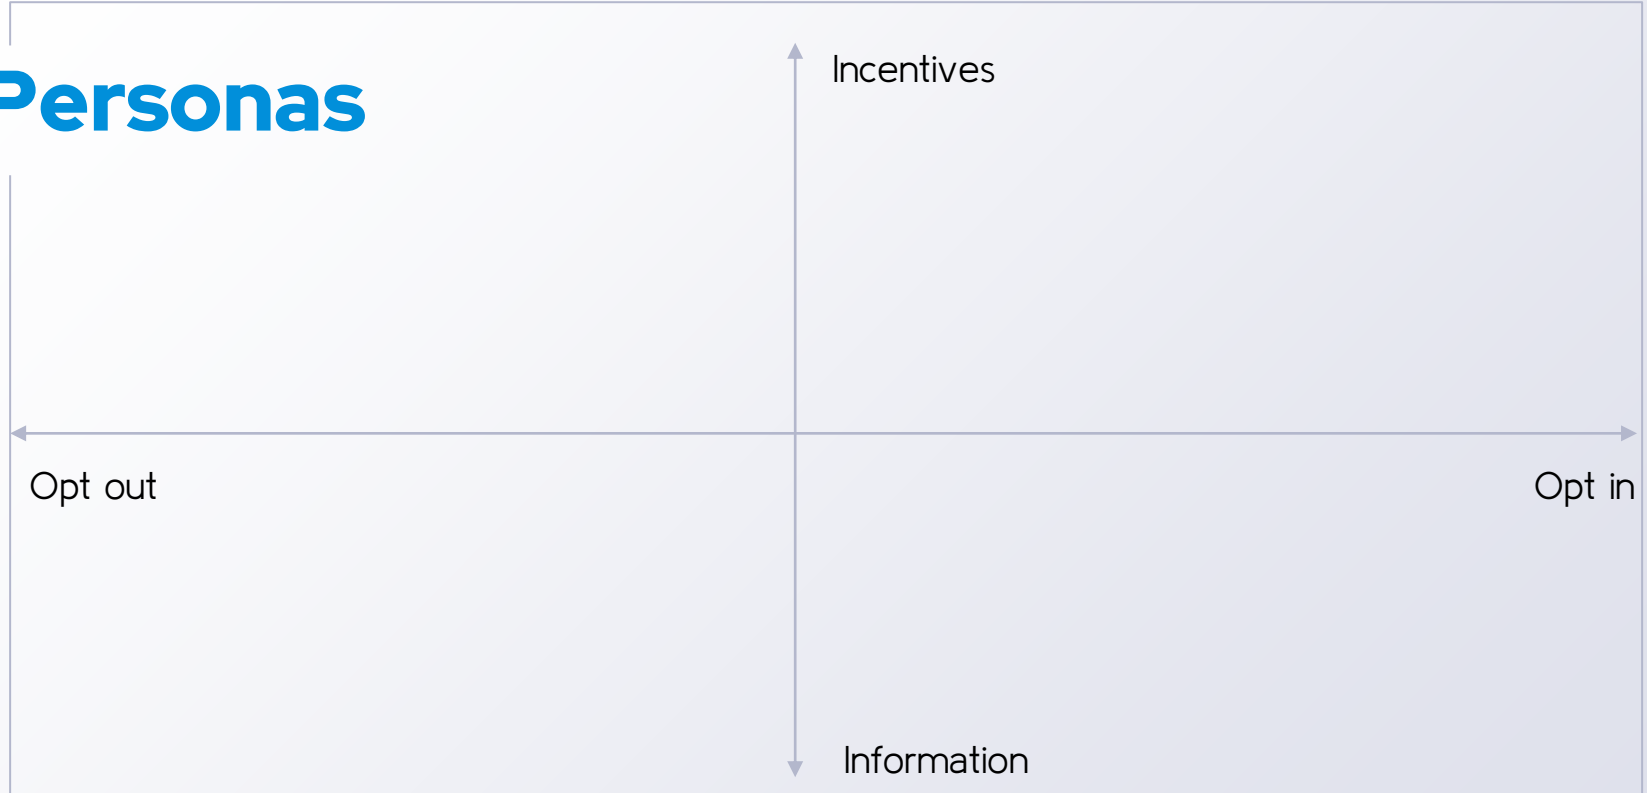 Incentives
Personas
Opt out
Opt in
Information